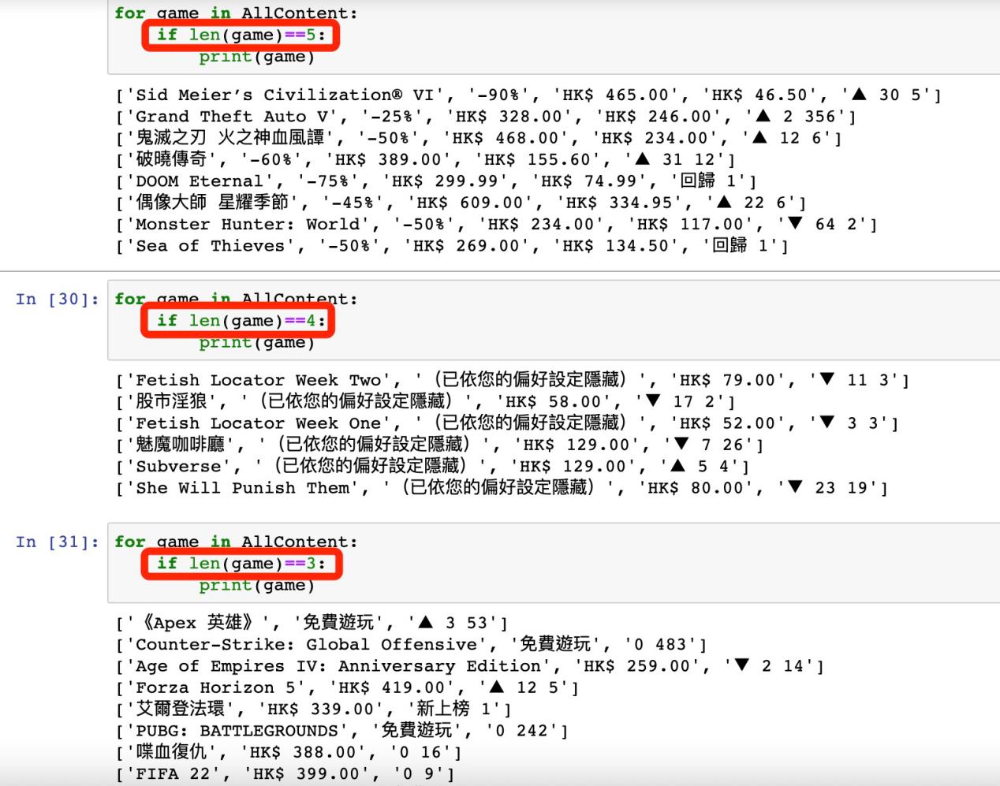 for game in AllContent:
if len(game)==5:
print(game)
['Sid Meier’s Civilization® VI', '-90%', 'HK$ 465.00', 'HK$ 46.50', '▲ 30 5']
['Grand Theft Auto V', '-25%', 'HK$ 328.00', 'HK$ 246.00', '▲ 2 356']
['鬼滅之刃 火之神血風譚', '-50%', 'HK$ 468.00', 'HK$ 234.00', '▲ 12 6']
['破曉傳奇', '-60%', 'HK$ 389.00', 'HK$ 155.60', '▲ 31 12']
['DOOM Eternal', '-75%', 'HK$ 299.99', 'HK$ 74.99', '回歸 1']
['偶像大師 星耀季節', '-45%', 'HK$ 609.00', 'HK$ 334.95', '▲ 22 6']
['Monster Hunter: World', '-50%', 'HK$ 234.00', 'HK$ 117.00', '▼ 64 2']
['Sea of Thieves', '-50%', 'HK$ 269.00', 'HK$ 134.50', '回歸 1']
In [30]: for game in AllContent:
if len(game)==4:
print(game)
['Fetish Locator Week Two', '（已依您的偏好設定隱藏）', 'HK$ 79.00', '▼ 11 3']
['股市淫狼', '（已依您的偏好設定隱藏）', 'HK$ 58.00', '▼ 17 2']
['Fetish Locator Week One', '（已依您的偏好設定隱藏）', 'HK$ 52.00', '▼ 3 3']
['魅魔咖啡廳', '（已依您的偏好設定隱藏）', 'HK$ 129.00', '▼ 7 26']
['Subverse', '（已依您的偏好設定隱藏）', 'HK$ 129.00', '▲ 5 4']
['She Will Punish Them', '（已依您的偏好設定隱藏）', 'HK$ 80.00', '▼ 23 19']
In [31]: for game in AllContent:
if len(game)==3:
print(game)
['《Apex 英雄》', '免費遊玩', '▲ 3 53']
['Counter-Strike: Global Offensive', '免費遊玩', '0 483']
['Age of Empires IV: Anniversary Edition', 'HK$ 259.00', '▼ 2 14']
['Forza Horizon 5', 'HK$ 419.00', '▲ 12 5']
['艾爾登法環', 'HK$ 339.00', '新上榜 1']
['PUBG: BATTLEGROUNDS', '免費遊玩', '0 242']
['喋血復仇', 'HK$ 388.00', '0 16']
['FIFA 22', 'HK$ 399.00', '0 9']